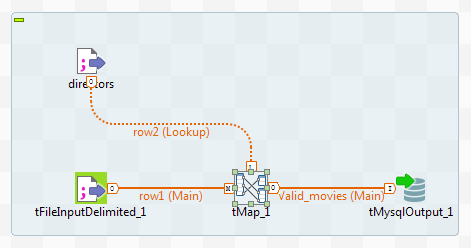 directors
row2 (Lookup)
row1 (Main)
Valid_movies (Main)
tFileInputDelimited_1
tMap_1
tMysqlOutput_1